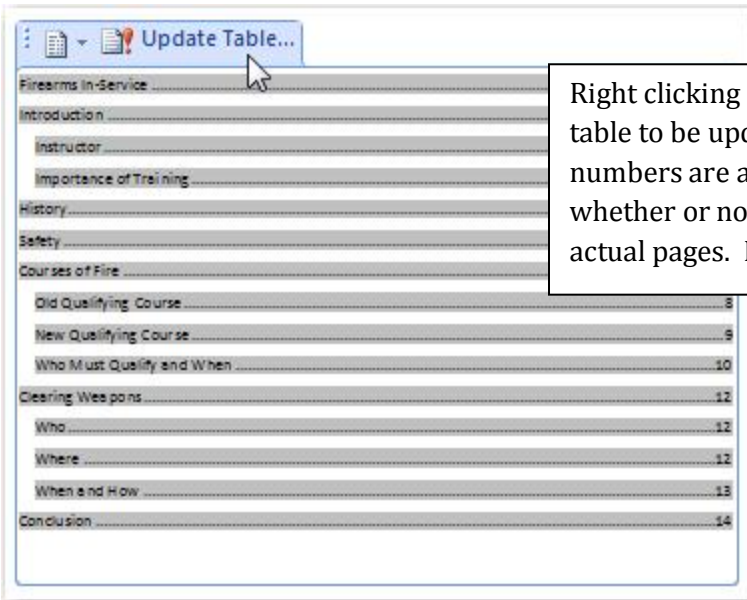 Update Table...
Firearms In-Service
Introduction
Instructor
Importance of Training
History
Safety
Courses of Fire
Old Qualifying Course 8
New Qualifying Course 9
Who Must Qualify and When 10
Clearing Weapons 12
Who 12
Where 12
When and How 13
Conclusion 14
Right clicking
table to be upd
numbers are a
whether or no
actual pages.